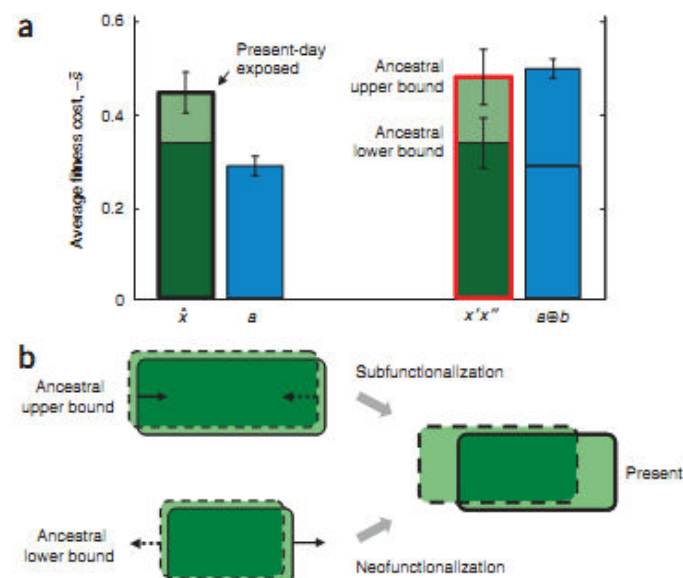 a
0.6
0.4
0.2
0
Average fitness cost, –s̄
Present-day
exposed
Ancestral
upper bound
Ancestral
lower bound
x̂
a
x′x″
a⊕b
b
Ancestral
upper bound
Subfunctionalization
Present
Ancestral
lower bound
Neofunctionalization